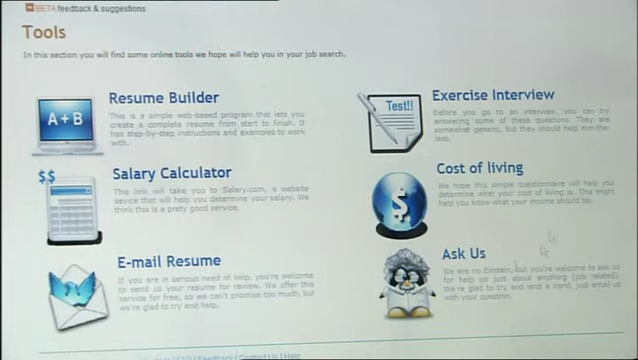 BETA feedback & suggestions
Tools
In this section you will find some online tools we hope will help you in your job search.
Resume Builder
This is a simple web-based program that lets you
create a complete resume from start to finish. It
has step-by-step instructions and examples to work
with.
A + B
Exercise Interview
Before you go to an interview, you can try
answering some of these questions. They are
somewhat generic, but they should help
less.
Test!!
Salary Calculator
This link will take you to Salary.com, a website
sevice that will help you determine your salary. We
think this is a pretty good service.
$$
Cost of living
We hope this simple questionnaire will help you
determine what your cost of living is. This might
help you know what your income should be.
$
E-mail Resume
If you are in serious need of help, you're welcome
to send us your resume for review. We offer this
service for free, so we can't promise too much, but
we're glad to try and help.
Ask Us
We are no Einstein, but you're welcome to ask us
for help on just about anything (job related).
We're glad to try and lend a hand, just email us
with your question.
| FAQ | Feedback | Contact Us | Help